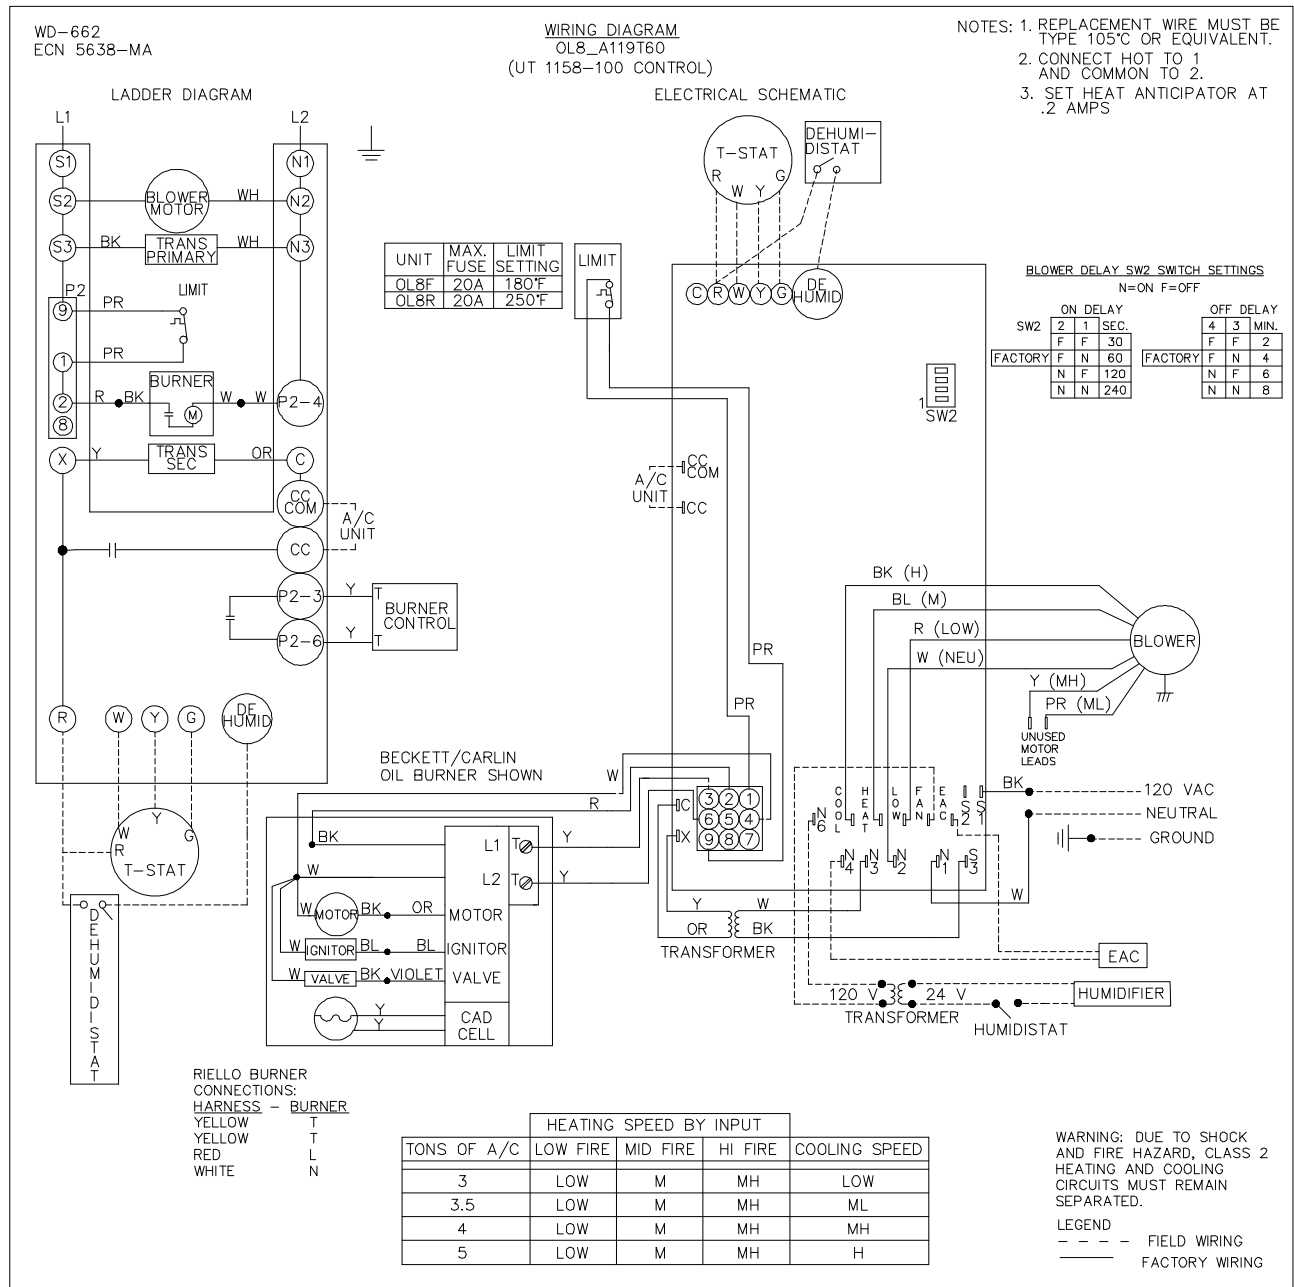 WD-662
ECN 5638-MA
WIRING DIAGRAM
OL8_A119T60
(UT 1158-100 CONTROL)
NOTES: 1. REPLACEMENT WIRE MUST BE
TYPE 105°C OR EQUIVALENT.
2. CONNECT HOT TO 1
AND COMMON TO 2.
3. SET HEAT ANTICIPATOR AT
.2 AMPS
LADDER DIAGRAM
L1
L2
S1
N1
S2
BLOWER
MOTOR
WH
N2
S3
BK
TRANS
PRIMARY
WH
N3
P2
9
PR
LIMIT
1
PR
BURNER
2
R
BK
M
W
W
P2-4
8
X
Y
TRANS
SEC
OR
C
CC
COM
A/C
UNIT
CC
P2-3
Y
T
BURNER
CONTROL
P2-6
Y
T
R
W
Y
G
DE
HUMID
W
Y
G
R
T-STAT
DEHUMIDISTAT
ELECTRICAL SCHEMATIC
T-STAT
R
W
Y
G
DEHUMI-
DISTAT
UNIT
MAX.
FUSE
LIMIT
SETTING
OL8F 20A 180°F
OL8R 20A 250°F
LIMIT
C
R
W
Y
G
DE
HUMID
1
SW2
BLOWER DELAY SW2 SWITCH SETTINGS
N=ON F=OFF
ON DELAY
SW2 2 1 SEC.
F F 30
FACTORY F N 60
N F 120
N N 240
OFF DELAY
4 3 MIN.
F F 2
FACTORY F N 4
N F 6
N N 8
A/C
UNIT
CC
COM
CC
BK (H)
BL (M)
R (LOW)
W (NEU)
BLOWER
Y (MH)
PR (ML)
UNUSED
MOTOR
LEADS
PR
PR
BECKETT/CARLIN
OIL BURNER SHOWN
W
R
3 2 1
6 5 4
9 8 7
C
X
N6
COOL
HEAT
LOW
FAN
EAC
S2
S1
N4
N3
N2
N1
S3
BK
120 VAC
NEUTRAL
GROUND
W
BK
L1
T
Y
Y
W
L2
T
Y
W
MOTOR
BK
OR
MOTOR
W
IGNITOR
BL
BL
IGNITOR
W
VALVE
BK
VIOLET
VALVE
Y
Y
CAD
CELL
Y
W
OR
BK
TRANSFORMER
EAC
120 V
24 V
HUMIDIFIER
TRANSFORMER
HUMIDISTAT
RIELLO BURNER
CONNECTIONS:
HARNESS - BURNER
YELLOW T
YELLOW T
RED L
WHITE N
HEATING SPEED BY INPUT
TONS OF A/C LOW FIRE MID FIRE HI FIRE COOLING SPEED
3 LOW M MH LOW
3.5 LOW M MH ML
4 LOW M MH MH
5 LOW M MH H
WARNING: DUE TO SHOCK
AND FIRE HAZARD, CLASS 2
HEATING AND COOLING
CIRCUITS MUST REMAIN
SEPARATED.
LEGEND
FIELD WIRING
FACTORY WIRING